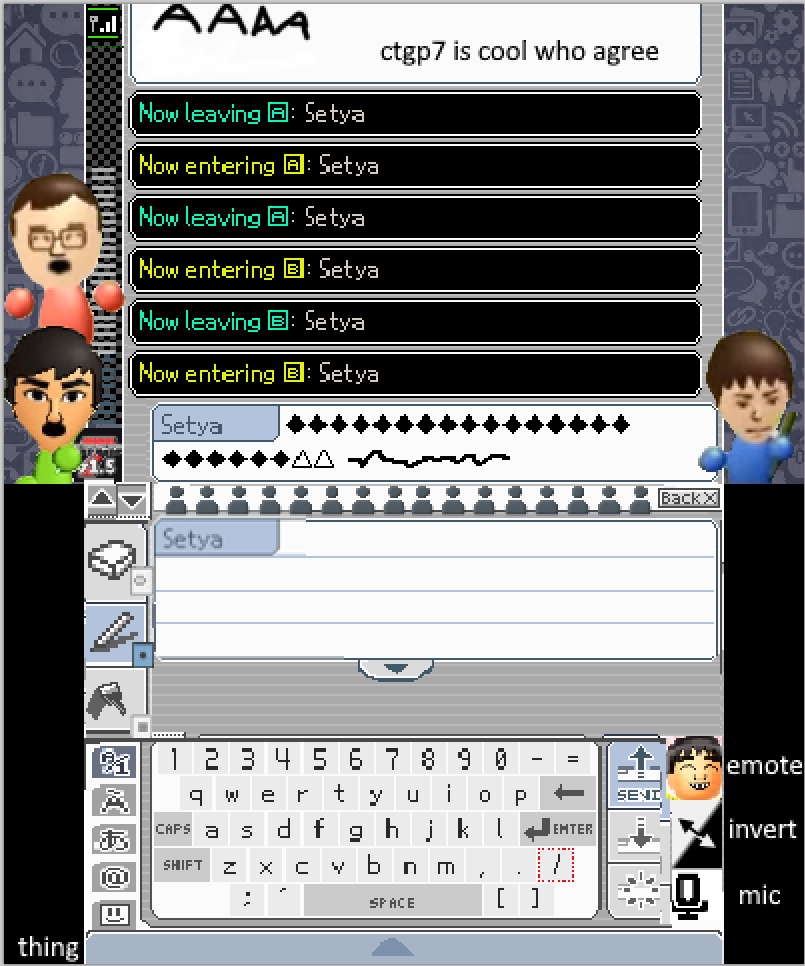 AAAA
ctgp7 is cool who agree
Now leaving A: Setya
Now entering A: Setya
Now leaving A: Setya
Now entering B: Setya
Now leaving B: Setya
Now entering B: Setya
Setya ◆◆◆◆◆◆◆◆◆◆◆◆◆◆◆◆
◆◆◆◆◆◆△△
Back X
Setya
1 2 3 4 5 6 7 8 9 0 - =
q w e r t y u i o p
CAPS a s d f g h j k l ENTER
SHIFT z x c v b n m , . /
; ´ SPACE [ ]
SEND
あ
@
emote
invert
mic
thing